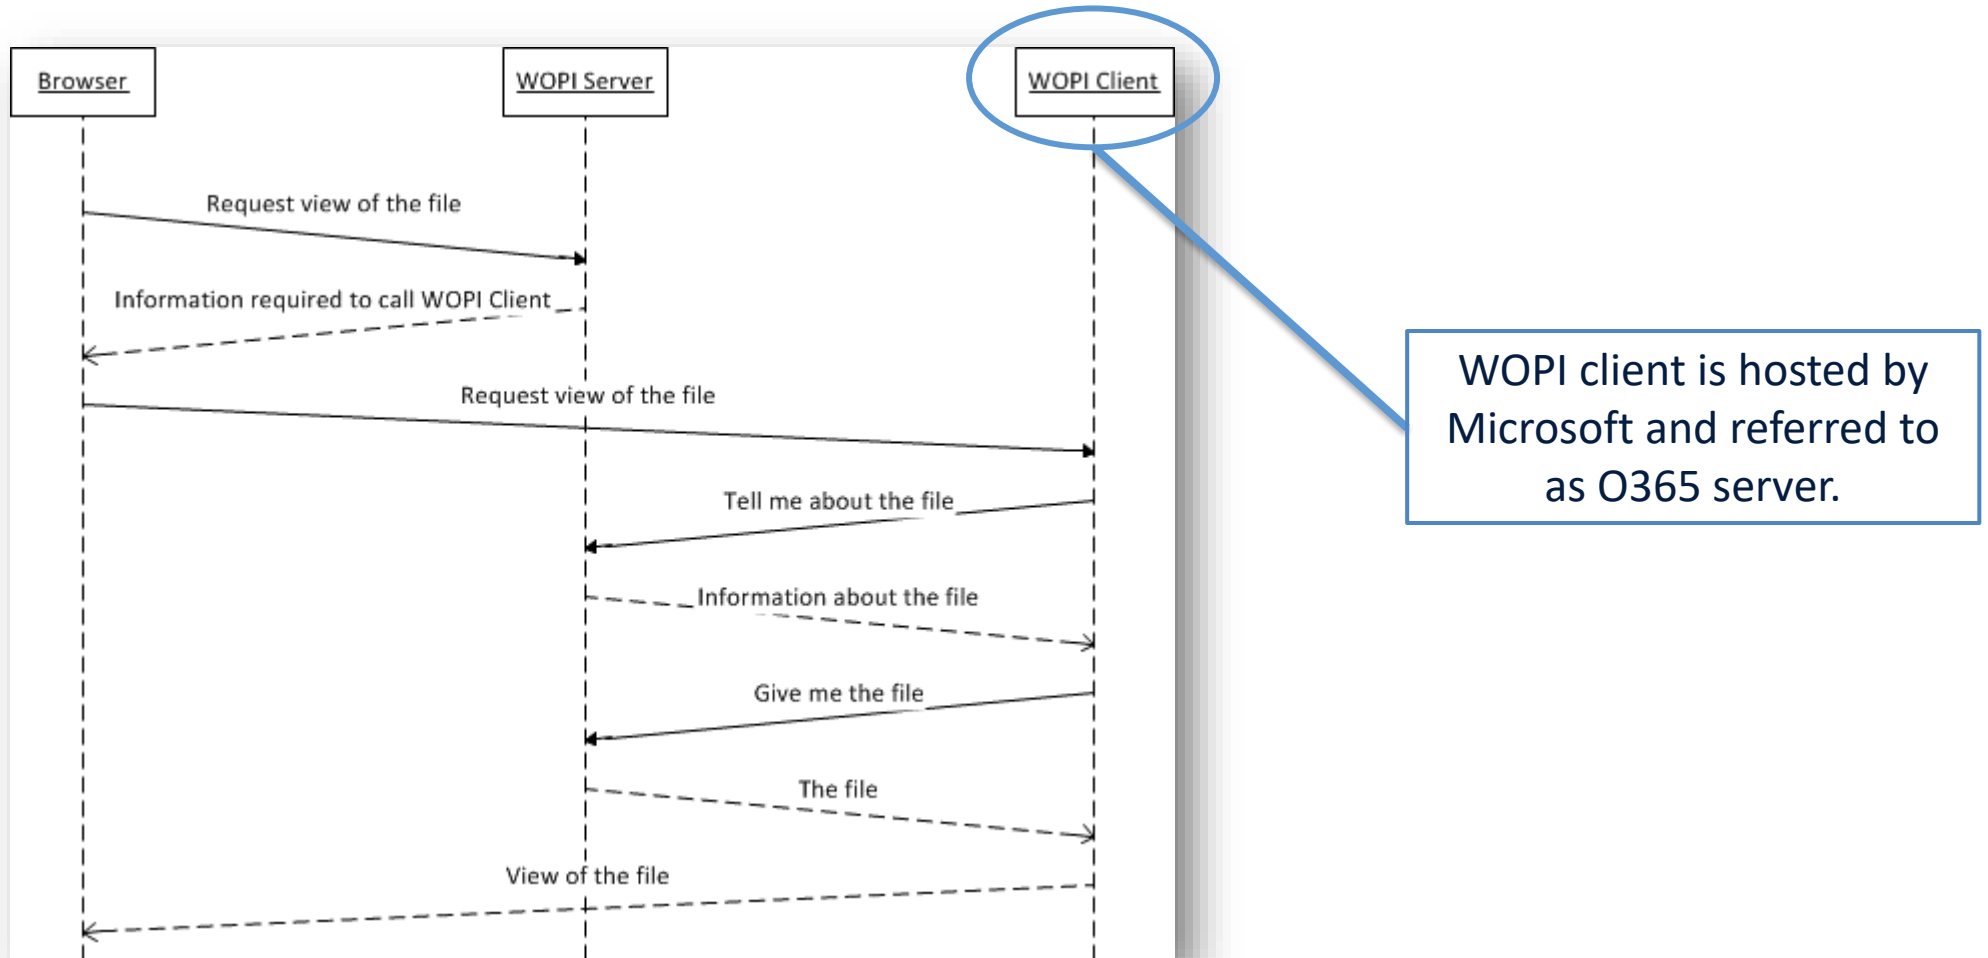 Browser
WOPI Server
WOPI Client
Request view of the file
Information required to call WOPI Client
Request view of the file
Tell me about the file
Information about the file
Give me the file
The file
View of the file
WOPI client is hosted by
Microsoft and referred to
as O365 server.